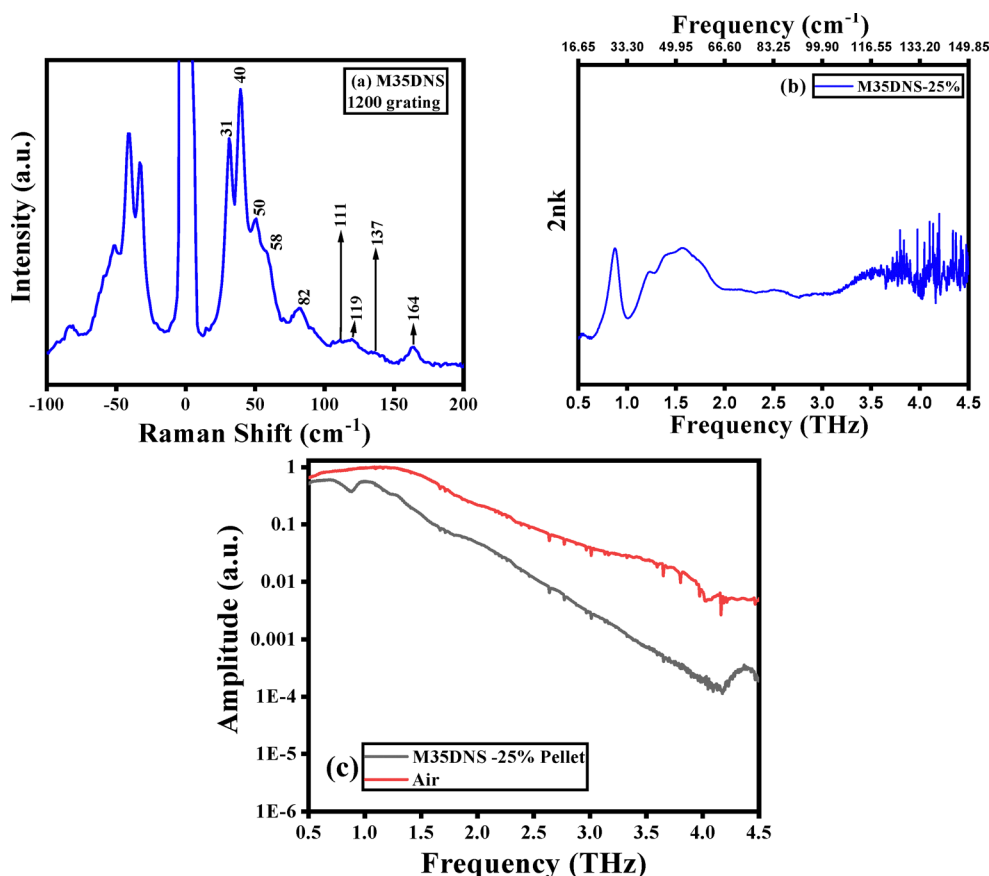 (a) M35DNS
1200 grating
31
40
50
58
82
111
119
137
164
Intensity (a.u.)
-100
-50
0
50
100
150
200
Raman Shift (cm-1)
Frequency (cm-1)
16.65 33.30 49.95 66.60 83.25 99.90 116.55 133.20 149.85
(b)
M35DNS-25%
2nk
0.5 1.0 1.5 2.0 2.5 3.0 3.5 4.0 4.5
Frequency (THz)
Amplitude (a.u.)
1
0.1
0.01
0.001
1E-4
1E-5
1E-6
(c)
M35DNS -25% Pellet
Air
0.5 1.0 1.5 2.0 2.5 3.0 3.5 4.0 4.5
Frequency (THz)